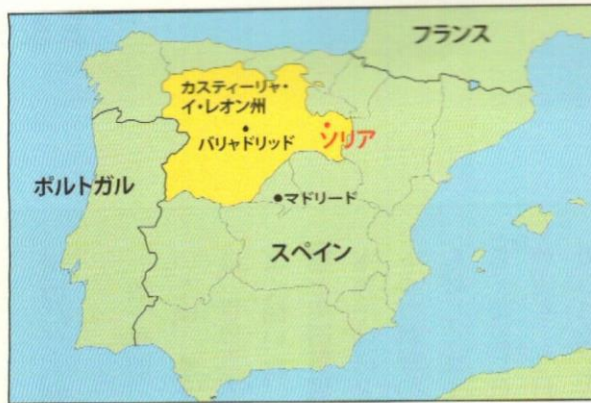 フランス
カスティーリャ・
イ・レオン州
バリャドリッド
ソリア
ポルトガル
マドリード
スペイン